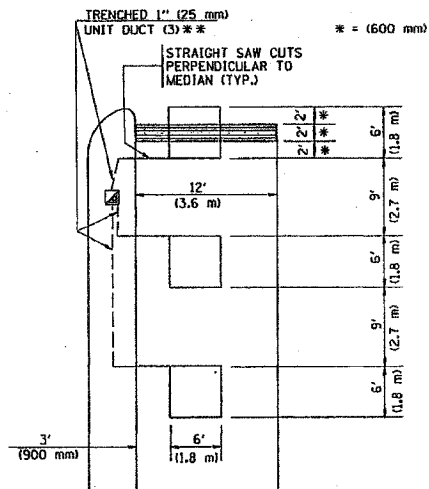 TRENCHED 1" (25 mm)
UNIT DUCT (3)**
* = (600 mm)
STRAIGHT SAW CUTS
PERPENDICULAR TO
MEDIAN (TYP.)
2' *
2' *
2' *
6'
(1.8 m)
12'
(3.6 m)
9'
(2.7 m)
6'
(1.8 m)
9'
(2.7 m)
6'
(1.8 m)
3'
(900 mm)
6'
(1.8 m)